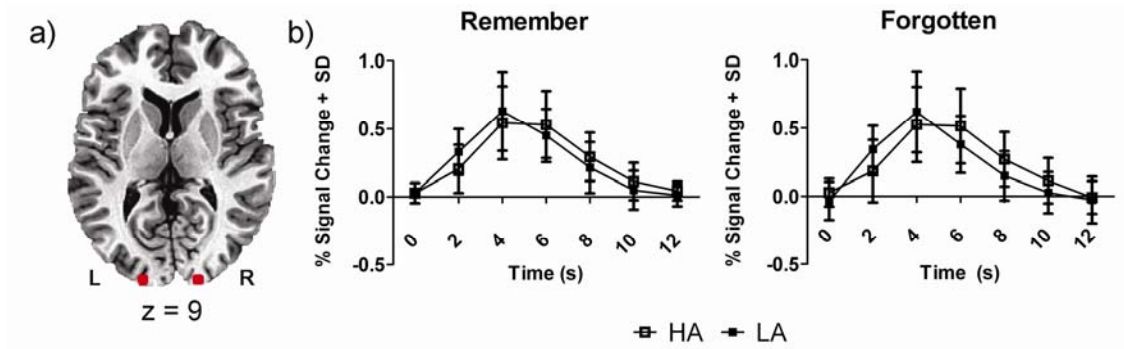 a)
L
R
z = 9
b)
Remember
% Signal Change + SD
1.0
0.5
0.0
-0.5
0 2 4 6 8 10 12
Time (s)
Forgotten
% Signal Change + SD
1.0
0.5
0.0
-0.5
0 2 4 6 8 10 12
Time (s)
HA LA